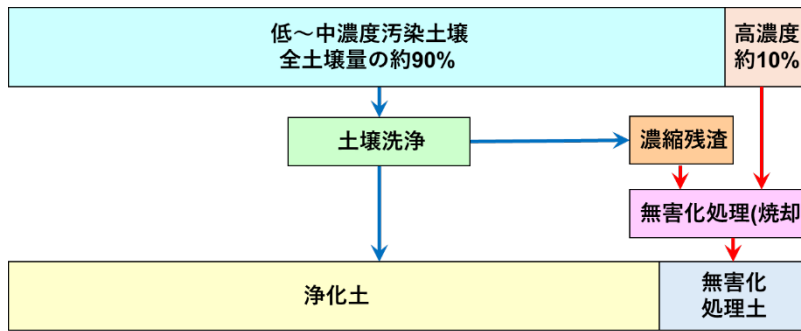 低～中濃度汚染土壌
全土壌量の約90%
高濃度
約10%
土壌洗浄
濃縮残渣
無害化処理(焼却
浄化土
無害化
処理土